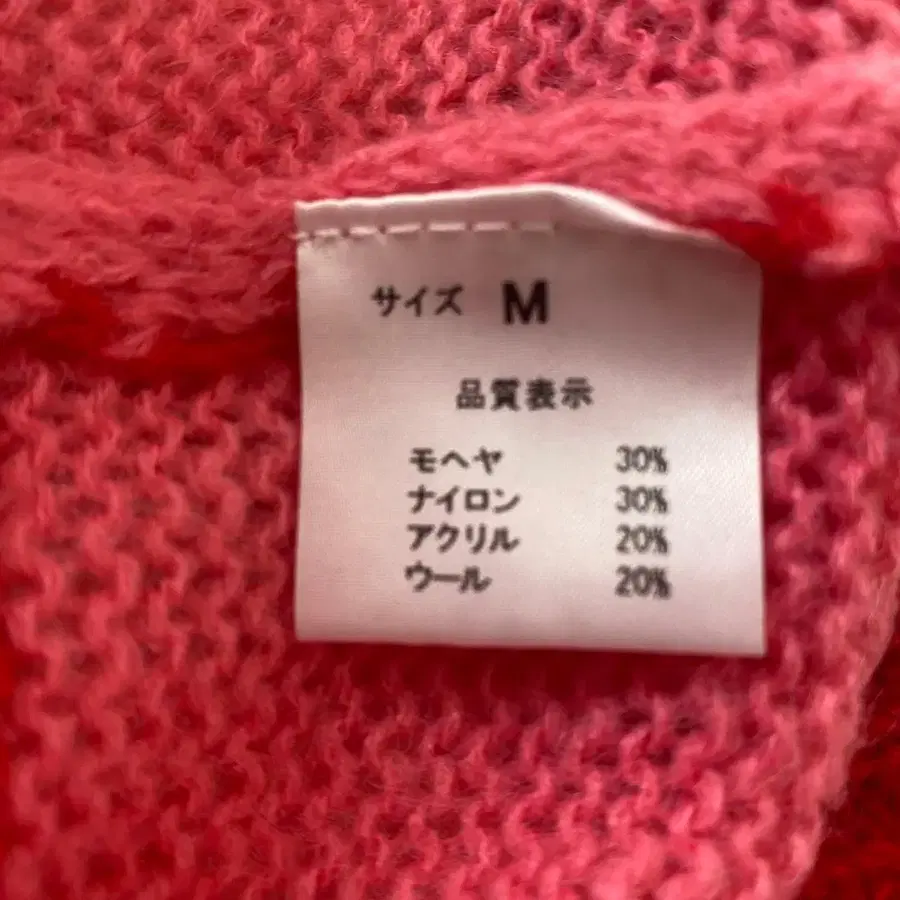 サイズ M
品質表示
モヘヤ 30%
ナイロン 30%
アクリル 20%
ウール 20%